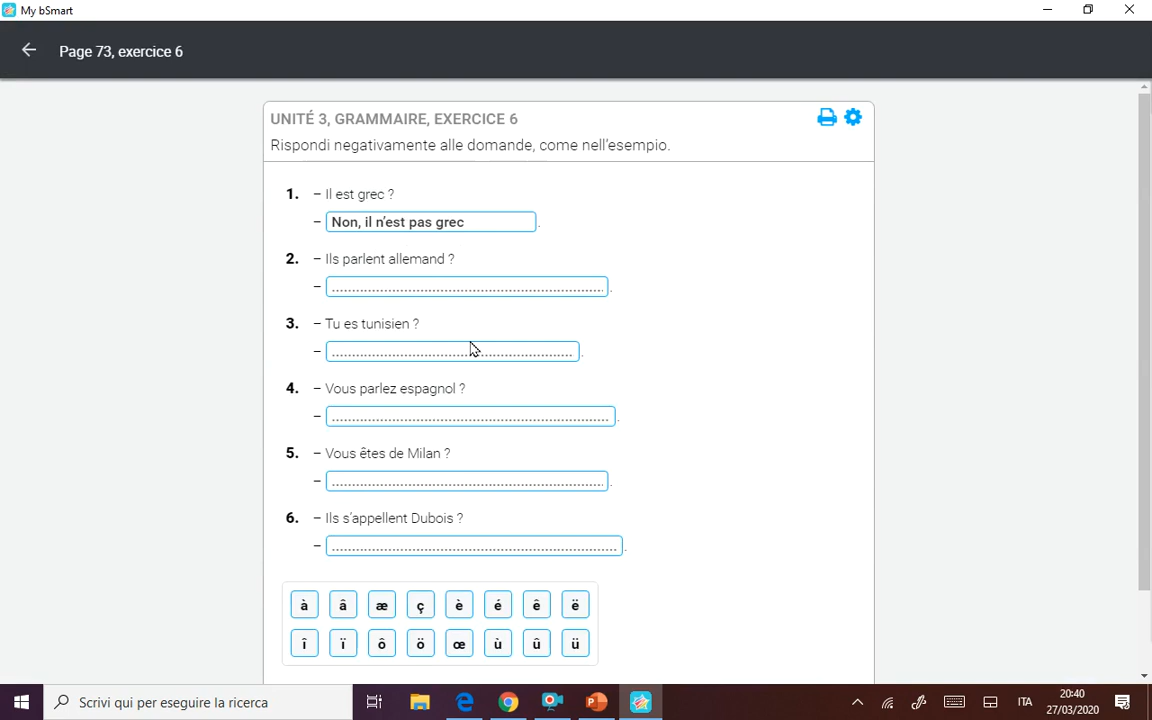 My bSmart
Page 73, exercice 6
UNITÉ 3, GRAMMAIRE, EXERCICE 6
Rispondi negativamente alle domande, come nell'esempio.
1. – Il est grec ?
– Non, il n'est pas grec.
2. – Ils parlent allemand ?
– ..................................................................
3. – Tu es tunisien ?
– ...........................................................
4. – Vous parlez espagnol ?
– ....................................................................
5. – Vous êtes de Milan ?
– ..................................................................
6. – Ils s'appellent Dubois ?
– ......................................................................
à â æ ç è é ê ë
î ï ô ö œ ù û ü
Scrivi qui per eseguire la ricerca
ITA
20:40
27/03/2020